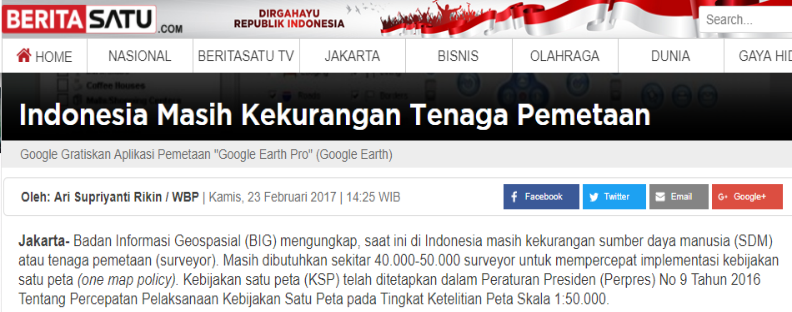 BERITA SATU.COM
DIRGAHAYU
REPUBLIK INDONESIA
Search...
HOME NASIONAL BERITASATU TV JAKARTA BISNIS OLAHRAGA DUNIA GAYA HID
Coffee Houses
Indonesia Masih Kekurangan Tenaga Pemetaan
Google Gratiskan Aplikasi Pemetaan "Google Earth Pro" (Google Earth)
Oleh: Ari Supriyanti Rikin / WBP | Kamis, 23 Februari 2017 | 14:25 WIB
Facebook Twitter Email G+ Google+
Jakarta- Badan Informasi Geospasial (BIG) mengungkap, saat ini di Indonesia masih kekurangan sumber daya manusia (SDM)
atau tenaga pemetaan (surveyor). Masih dibutuhkan sekitar 40.000-50.000 surveyor untuk mempercepat implementasi kebijakan
satu peta (one map policy). Kebijakan satu peta (KSP) telah ditetapkan dalam Peraturan Presiden (Perpres) No 9 Tahun 2016
Tentang Percepatan Pelaksanaan Kebijakan Satu Peta pada Tingkat Ketelitian Peta Skala 1:50.000.